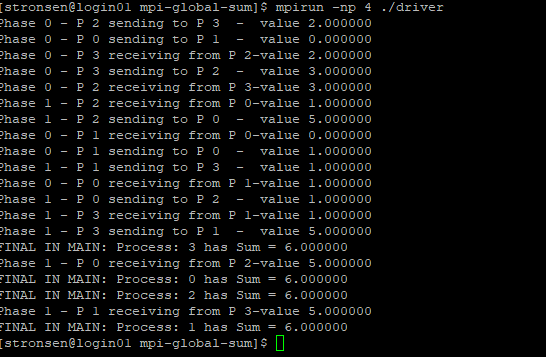 [stronsen@login01 mpi-global-sum]$ mpirun -np 4 ./driver
Phase 0 - P 2 sending to P 3  -  value 2.000000
Phase 0 - P 0 sending to P 1  -  value 0.000000
Phase 0 - P 3 receiving from P 2-value 2.000000
Phase 0 - P 3 sending to P 2  -  value 3.000000
Phase 0 - P 2 receiving from P 3-value 3.000000
Phase 1 - P 2 receiving from P 0-value 1.000000
Phase 1 - P 2 sending to P 0  -  value 5.000000
Phase 0 - P 1 receiving from P 0-value 0.000000
Phase 0 - P 1 sending to P 0  -  value 1.000000
Phase 1 - P 1 sending to P 3  -  value 1.000000
Phase 0 - P 0 receiving from P 1-value 1.000000
Phase 1 - P 0 sending to P 2  -  value 1.000000
Phase 1 - P 3 receiving from P 1-value 1.000000
Phase 1 - P 3 sending to P 1  -  value 5.000000
FINAL IN MAIN: Process: 3 has Sum = 6.000000
Phase 1 - P 0 receiving from P 2-value 5.000000
FINAL IN MAIN: Process: 0 has Sum = 6.000000
FINAL IN MAIN: Process: 2 has Sum = 6.000000
Phase 1 - P 1 receiving from P 3-value 5.000000
FINAL IN MAIN: Process: 1 has Sum = 6.000000
[stronsen@login01 mpi-global-sum]$